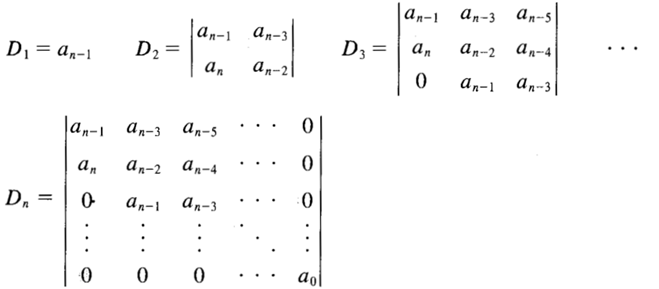 D₁ = aₙ₋₁    D₂ = |aₙ₋₁ aₙ₋₃; aₙ aₙ₋₂|    D₃ = |aₙ₋₁ aₙ₋₃ aₙ₋₅; aₙ aₙ₋₂ aₙ₋₄; 0 aₙ₋₁ aₙ₋₃|    · · ·
Dₙ = |aₙ₋₁ aₙ₋₃ aₙ₋₅ · · · 0; aₙ aₙ₋₂ aₙ₋₄ · · · 0; 0 aₙ₋₁ aₙ₋₃ · · · 0; ⋮ ⋮ ⋮ ⋱ ⋮; 0 0 0 · · · a₀|